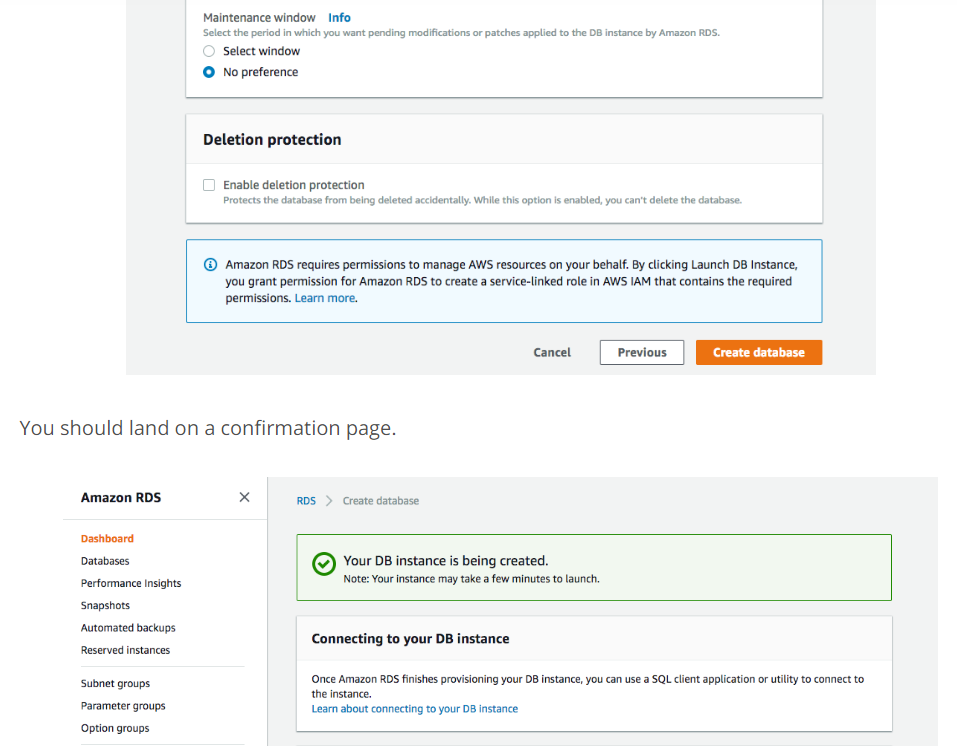 Maintenance window Info
Select the period in which you want pending modifications or patches applied to the DB instance by Amazon RDS.
Select window
No preference
Deletion protection
Enable deletion protection
Protects the database from being deleted accidentally. While this option is enabled, you can't delete the database.
Amazon RDS requires permissions to manage AWS resources on your behalf. By clicking Launch DB Instance,
you grant permission for Amazon RDS to create a service-linked role in AWS IAM that contains the required
permissions. Learn more.
Cancel Previous Create database
You should land on a confirmation page.
Amazon RDS
Dashboard
Databases
Performance Insights
Snapshots
Automated backups
Reserved instances
Subnet groups
Parameter groups
Option groups
RDS Create database
Your DB instance is being created.
Note: Your instance may take a few minutes to launch.
Connecting to your DB instance
Once Amazon RDS finishes provisioning your DB instance, you can use a SQL client application or utility to connect to
the instance.
Learn about connecting to your DB instance